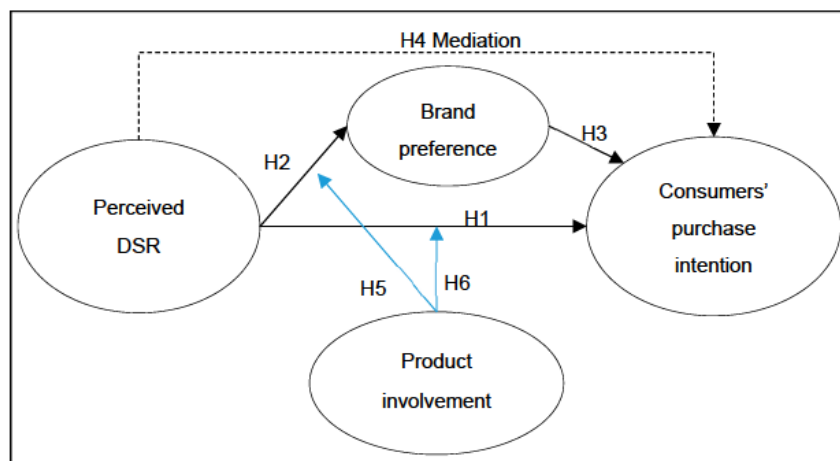 H4 Mediation
Brand
preference
H2
H3
Perceived
DSR
H1
Consumers’
purchase
intention
H5
H6
Product
involvement